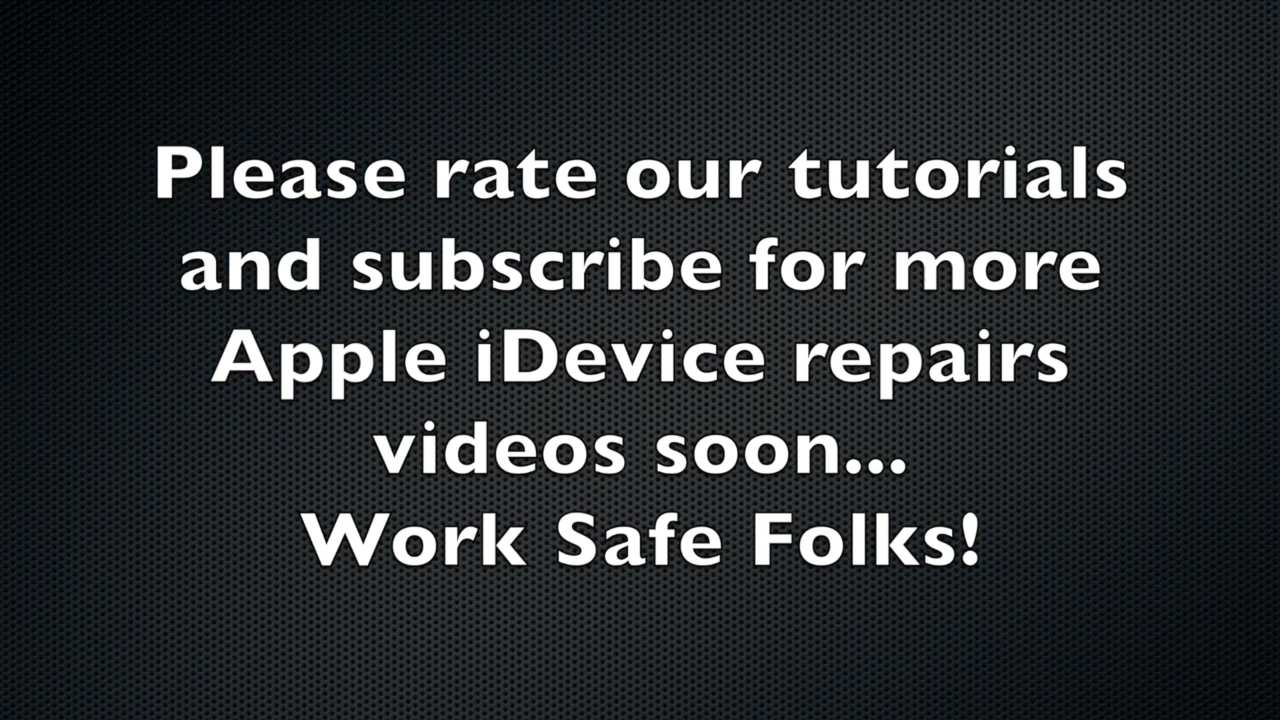 Please rate our tutorials
and subscribe for more
Apple iDevice repairs
videos soon...
Work Safe Folks!